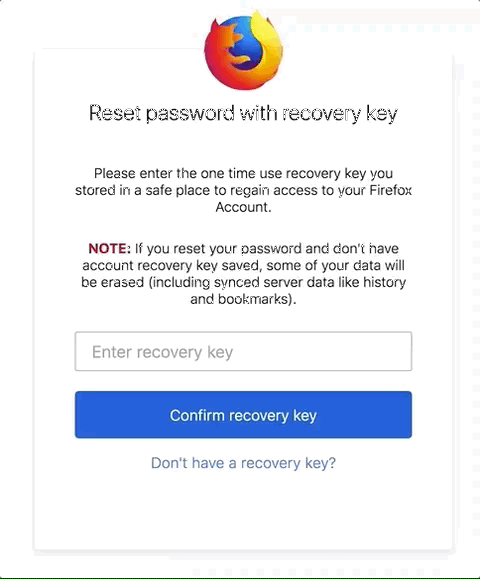 Reset password with recovery key
Please enter the one time use recovery key you
stored in a safe place to regain access to your Firefox
Account.
NOTE: If you reset your password and don't have
account recovery key saved, some of your data will
be erased (including synced server data like history
and bookmarks).
Enter recovery key
Confirm recovery key
Don't have a recovery key?